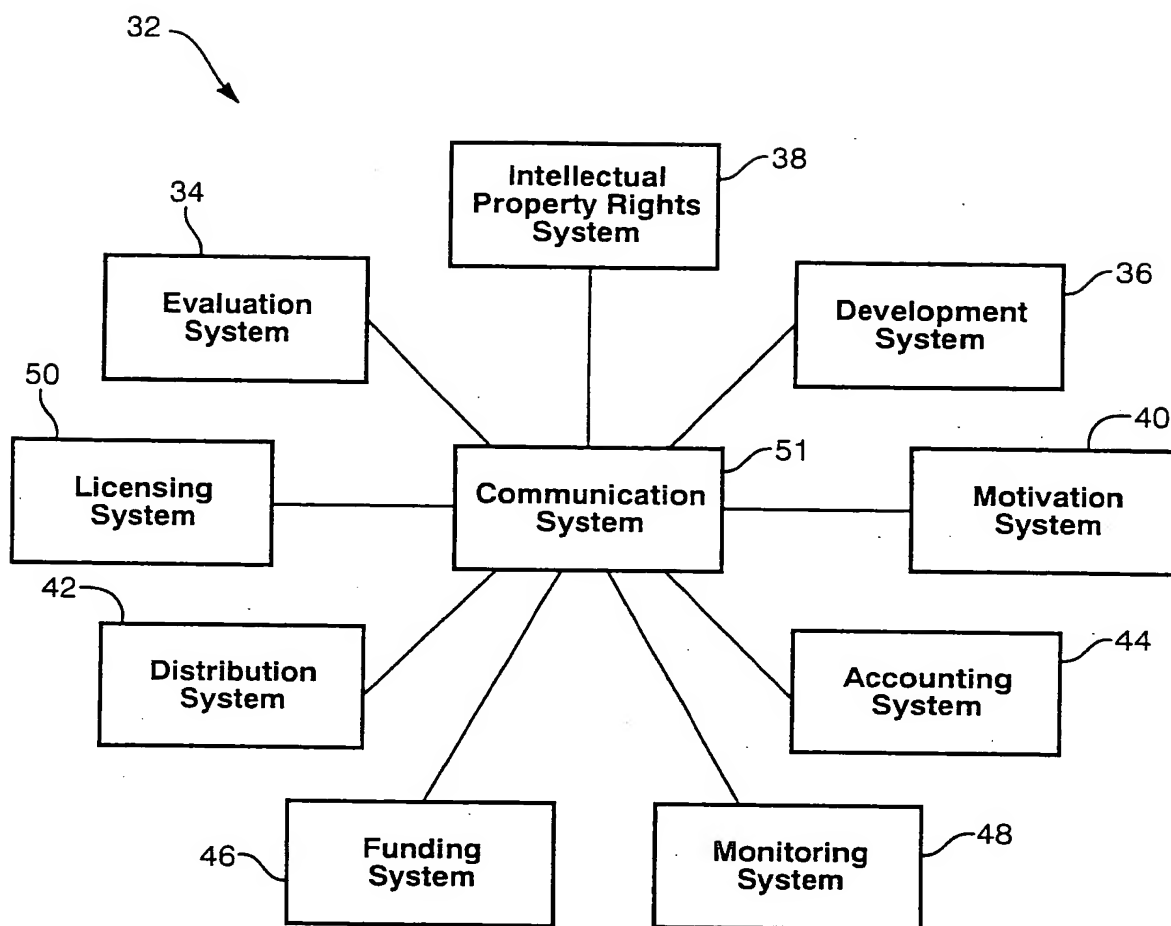 32
38
Intellectual
Property Rights
System
34
Evaluation
System
36
Development
System
50
Licensing
System
51
Communication
System
40
Motivation
System
42
Distribution
System
44
Accounting
System
46
Funding
System
48
Monitoring
System